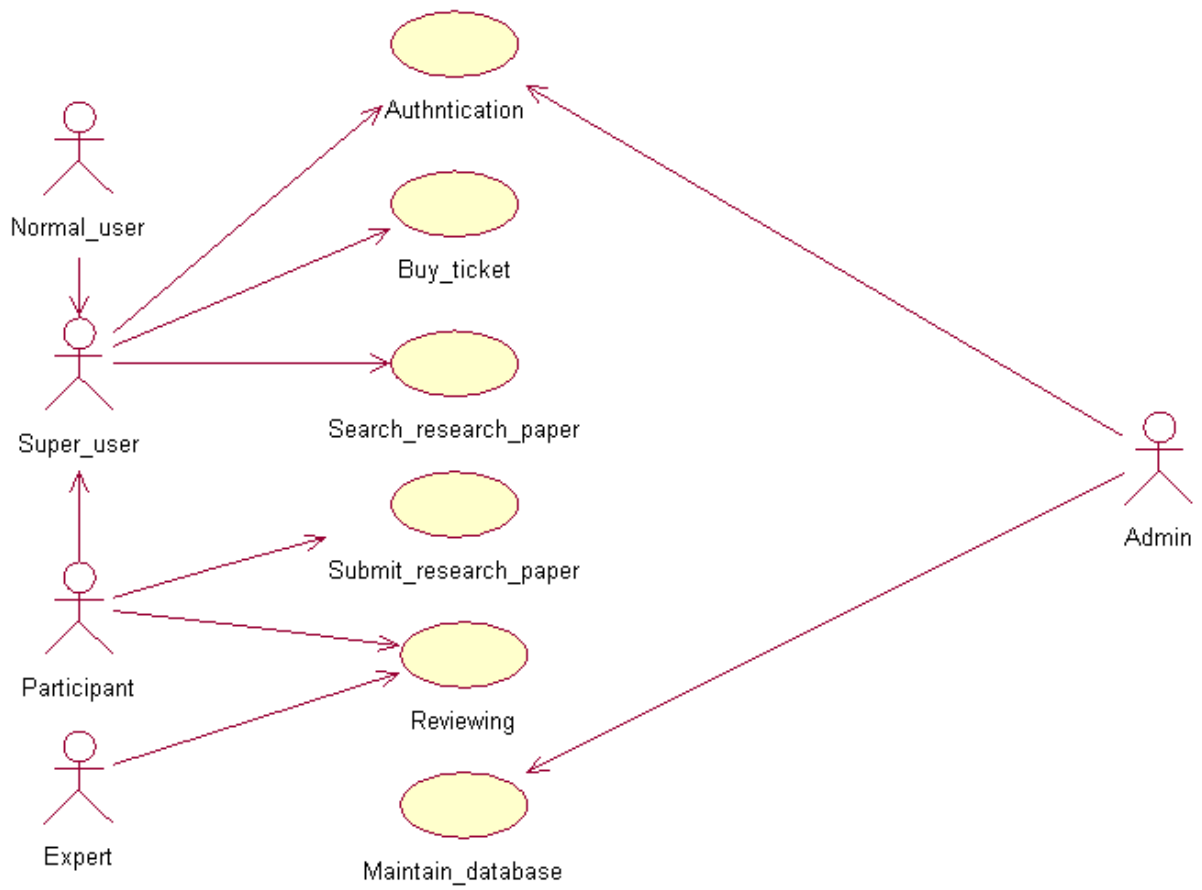 Authntication
Normal_user
Buy_ticket
Super_user
Search_research_paper
Admin
Submit_research_paper
Participant
Reviewing
Expert
Maintain_database